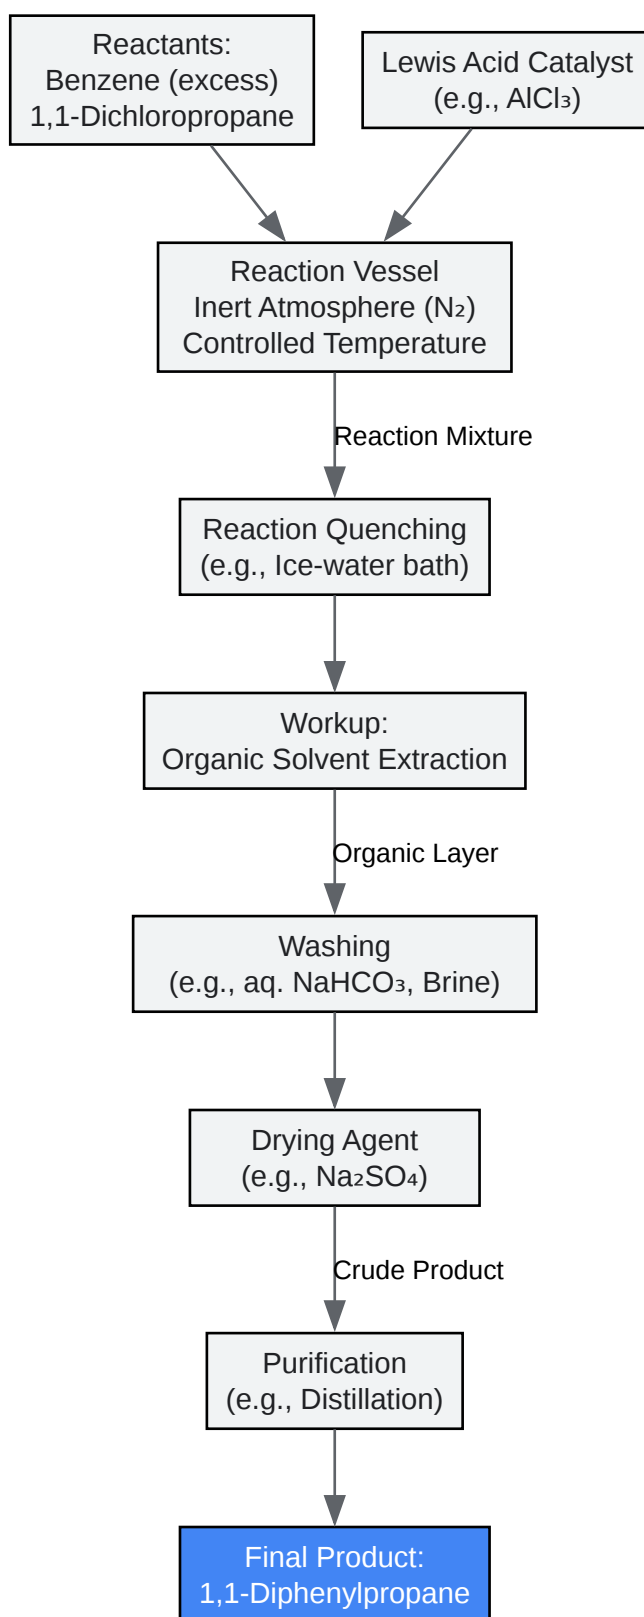 Reactants:
Benzene (excess)
1,1-Dichloropropane
Lewis Acid Catalyst
(e.g., AlCl₃)
Reaction Vessel
Inert Atmosphere (N₂)
Controlled Temperature
Reaction Mixture
Reaction Quenching
(e.g., Ice-water bath)
Workup:
Organic Solvent Extraction
Organic Layer
Washing
(e.g., aq. NaHCO₃, Brine)
Drying Agent
(e.g., Na₂SO₄)
Crude Product
Purification
(e.g., Distillation)
Final Product:
1,1-Diphenylpropane